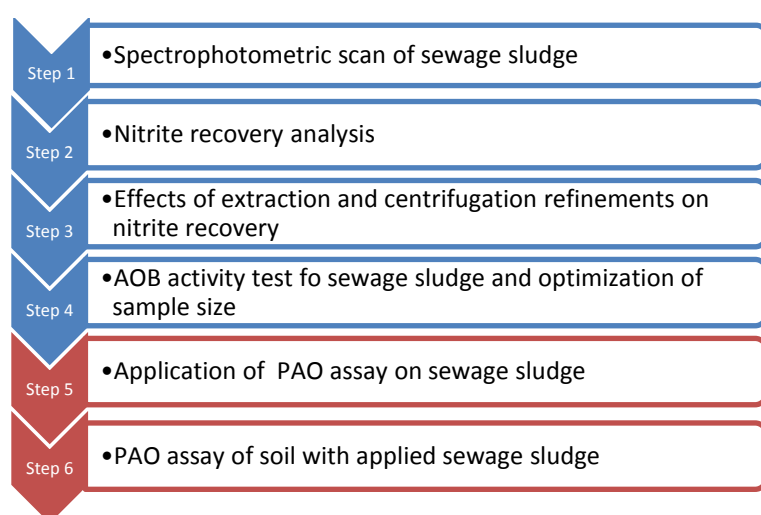 Step 1
•Spectrophotometric scan of sewage sludge
Step 2
•Nitrite recovery analysis
Step 3
•Effects of extraction and centrifugation refinements on
nitrite recovery
Step 4
•AOB activity test fo sewage sludge and optimization of
sample size
Step 5
•Application of PAO assay on sewage sludge
Step 6
•PAO assay of soil with applied sewage sludge